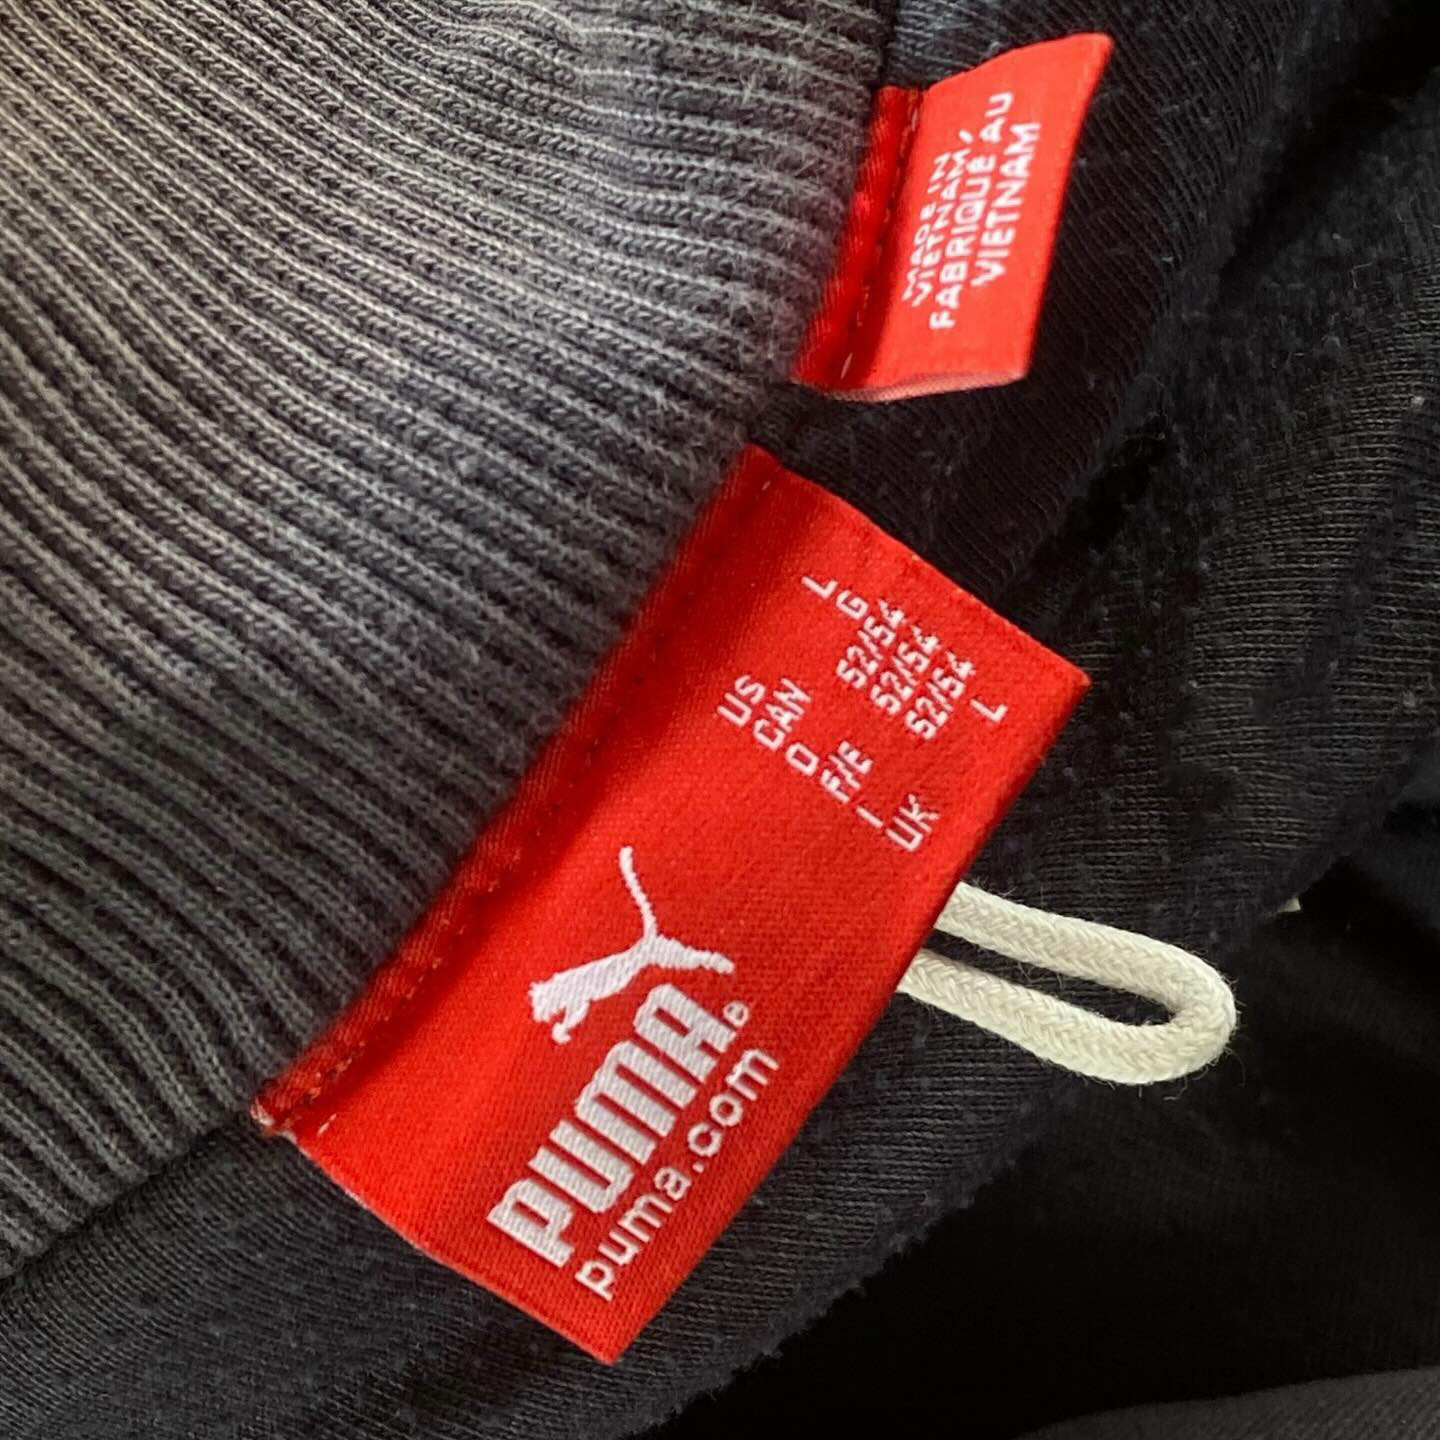 MADE IN
VIETNAM/
FABRIQUÉ AU
VIETNAM
US L
CAN G
D 52/54
F/E 52/54
I 52/54
UK L
PUMA®
puma.com